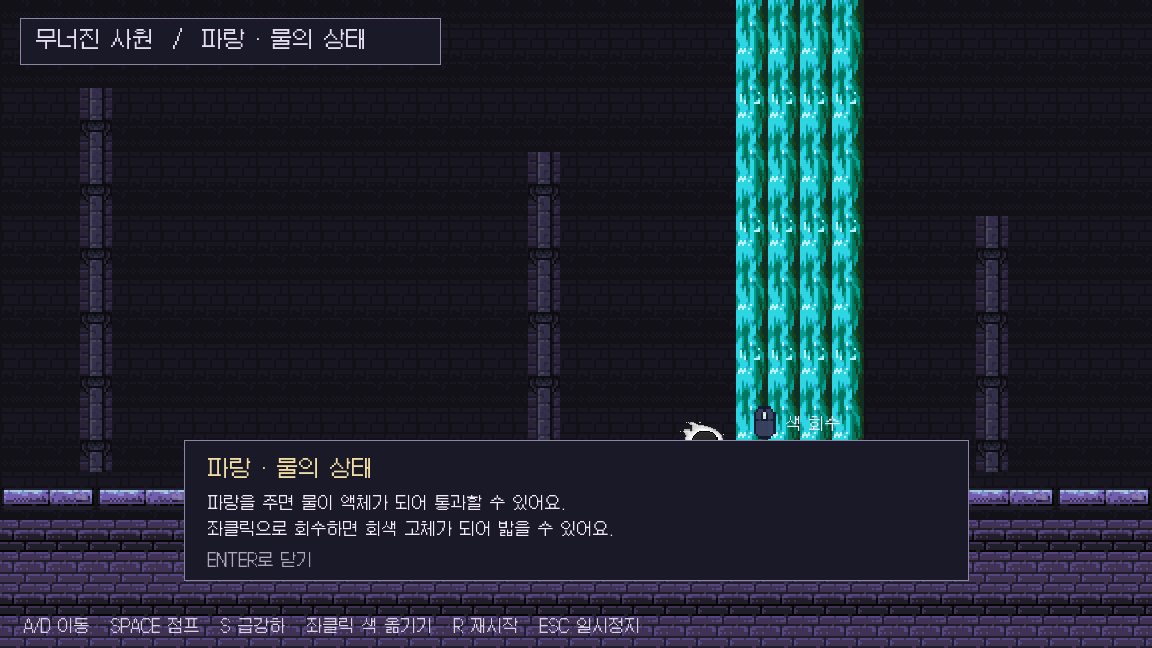 무너진 사원 / 파랑 · 물의 상태
색 회수
파랑 · 물의 상태
파랑을 주면 물이 액체가 되어 통과할 수 있어요.
좌클릭으로 회수하면 회색 고체가 되어 밟을 수 있어요.
ENTER로 닫기
A/D 이동 SPACE 점프 S 급강하 좌클릭 색 옮기기 R 재시작 ESC 일시정지